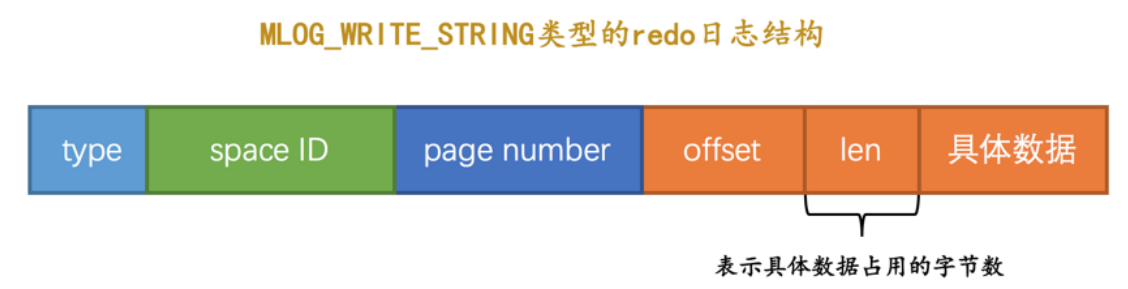 MLOG_WRITE_STRING类型的redo日志结构
type space ID page number offset len 具体数据
表示具体数据占用的字节数